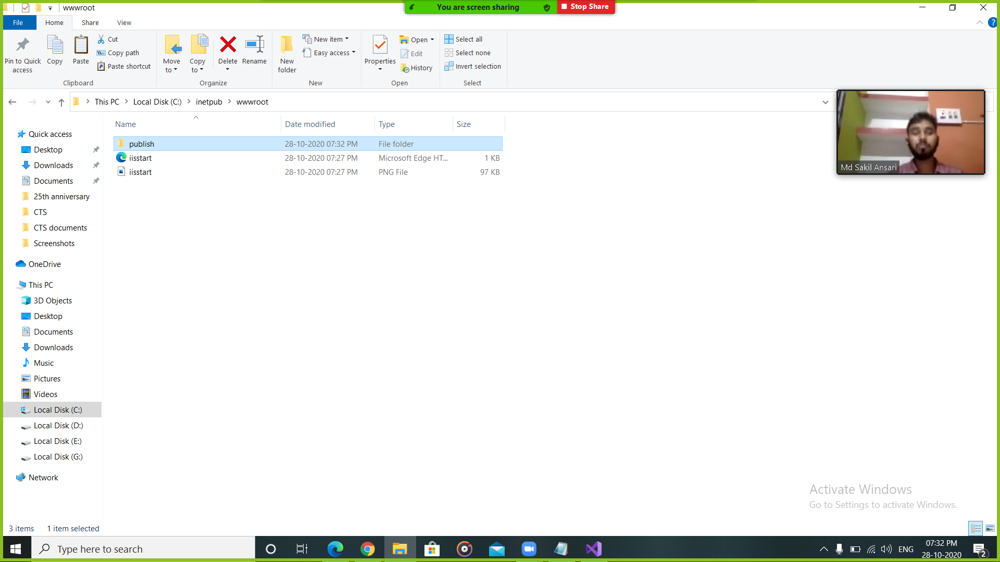 wwwroot
You are screen sharing
Stop Share
File Home Share View
Pin to Quick access
Copy
Paste
Cut
Copy path
Paste shortcut
Clipboard
Move to
Copy to
Delete
Rename
Organize
New folder
New item
Easy access
New
Properties
Open
Edit
History
Open
Select all
Select none
Invert selection
Select
This PC
Local Disk (C:)
inetpub
wwwroot
Name Date modified Type Size
publish 28-10-2020 07:32 PM File folder
iisstart 28-10-2020 07:27 PM Microsoft Edge HT... 1 KB
iisstart 28-10-2020 07:27 PM PNG File 97 KB
Md Sakil Ansari
Quick access
Desktop
Downloads
Documents
25th anniversary
CTS
CTS documents
Screenshots
OneDrive
This PC
3D Objects
Desktop
Documents
Downloads
Music
Pictures
Videos
Local Disk (C:)
Local Disk (D:)
Local Disk (E:)
Local Disk (G:)
Network
Activate Windows
Go to Settings to activate Windows.
3 items 1 item selected
Type here to search
ENG
07:32 PM
28-10-2020
2